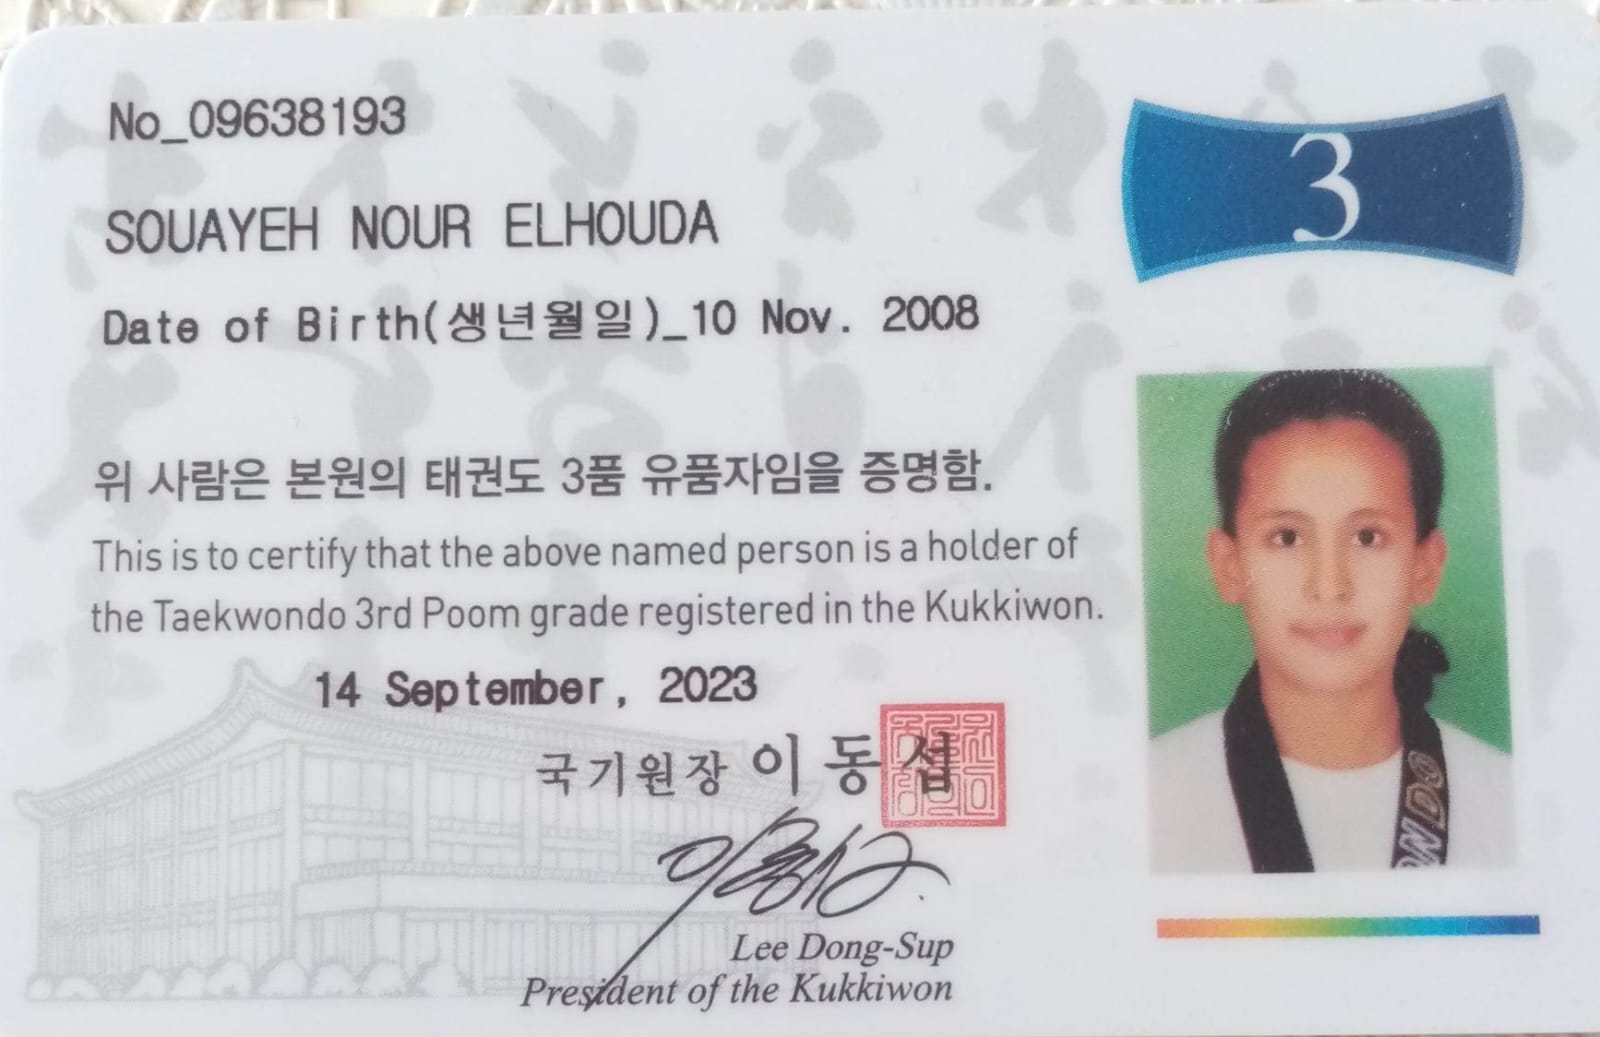 No_09638193
3
SOUAYEH NOUR ELHOUDA
Date of Birth(생년월일)_10 Nov. 2008
위 사람은 본원의 태권도 3품 유품자임을 증명함.
This is to certify that the above named person is a holder of
the Taekwondo 3rd Poom grade registered in the Kukkiwon.
14 September, 2023
국기원장 이동섭
Lee Dong-Sup
President of the Kukkiwon